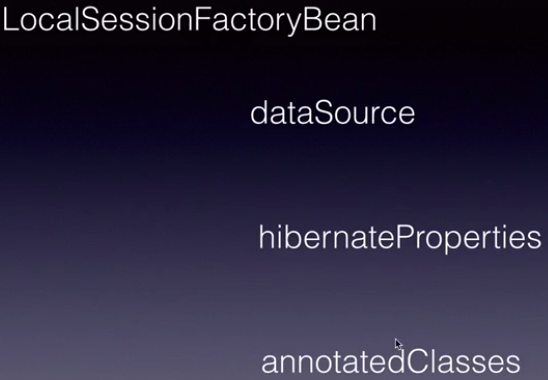 LocalSessionFactoryBean
dataSource
hibernateProperties
annotatedClasses